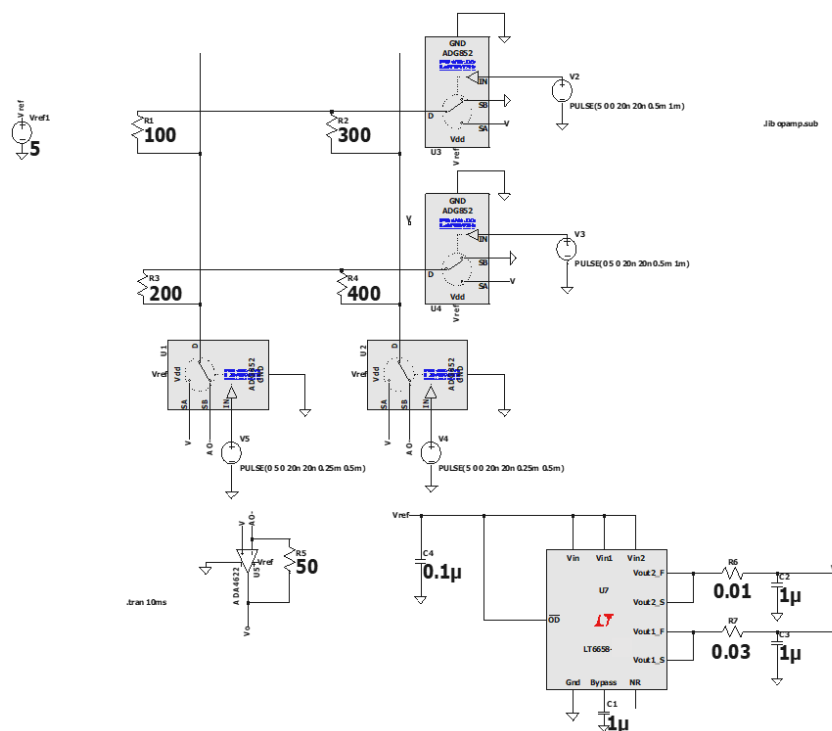 GND
ADG852
IN
SB
SA
D
Vdd
U3
Vref
V
V2
PULSE(5 0 0 20n 20n 0.5m 1m)
Vref
Vref1
5
R1
100
R2
300
.lib opamp.sub
V
GND
ADG852
IN
SB
SA
D
Vdd
U4
Vref
V
V3
PULSE(0 5 0 20n 20n 0.5m 1m)
R3
200
R4
400
U1
D
Vref
Vdd
ADG852
GND
SA
SB
IN
V
AO-
V5
PULSE(0 5 0 20n 20n 0.25m 0.5m)
U2
D
Vref
Vdd
ADG852
GND
SA
SB
IN
V
AO-
V4
PULSE(5 0 0 20n 20n 0.25m 0.5m)
V
AO-
Vref
U5
ADA4622
R5
50
Vo
.tran 10ms
Vref
C4
0.1µ
Vin
Vin1
Vin2
Vout2_F
Vout2_S
U7
OD
LT
LT6658-
Vout1_F
Vout1_S
Gnd
Bypass
NR
R6
0.01
C2
1µ
R7
0.03
C3
1µ
C1
1µ